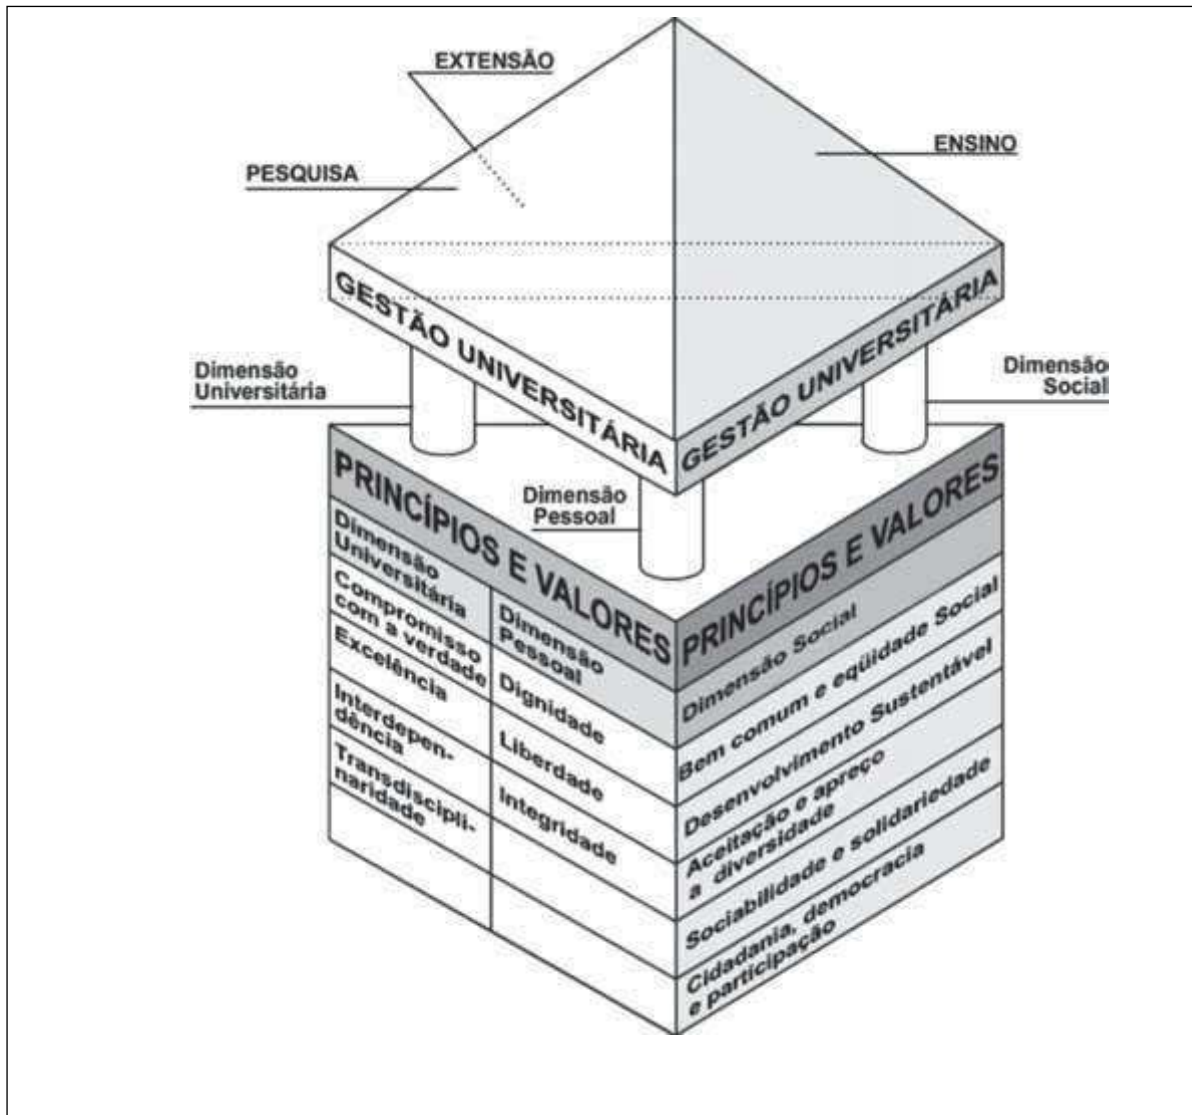 EXTENSÃO
PESQUISA
ENSINO
GESTÃO UNIVERSITÁRIA
GESTÃO UNIVERSITÁRIA
Dimensão
Universitária
Dimensão
Social
Dimensão
Pessoal
PRINCÍPIOS E VALORES
Dimensão
Universitária
Compromisso
com a verdade
Excelência
Interdepen-
dência
Transdiscipli-
naridade
Dimensão
Pessoal
Dignidade
Liberdade
Integridade
PRINCÍPIOS E VALORES
Dimensão Social
Bem comum e eqüidade Social
Desenvolvimento Sustentável
Aceitação e apreço
a diversidade
Sociabilidade e solidariedade
Cidadania, democracia
e participação